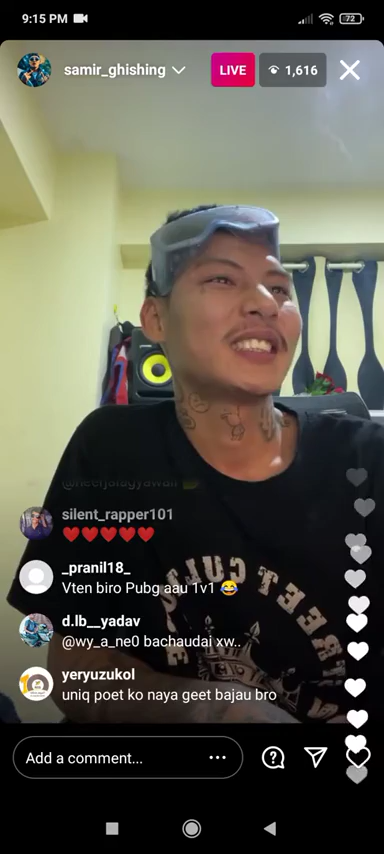 9:15 PM
72
samir_ghishing
LIVE
1,616
silent_rapper101
❤️❤️❤️❤️❤️
_pranil18_
Vten biro Pubg aau 1v1 😂
d.lb__yadav
@wy_a_ne0 bachaudai xw..
yeryuzukol
uniq poet ko naya geet bajau bro
Add a comment...